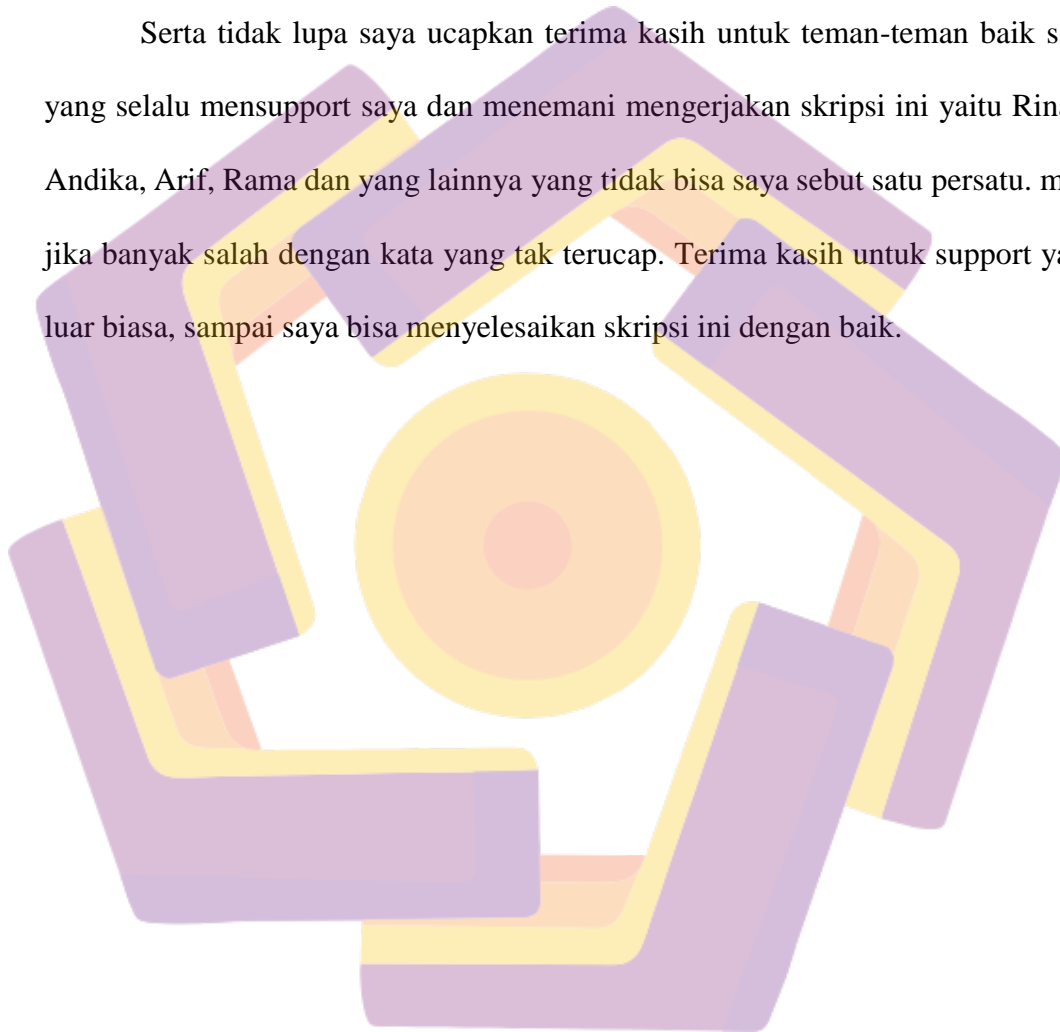 Serta tidak lupa saya ucapkan terima kasih untuk teman-teman baik
yang selalu mensupport saya dan menemani mengerjakan skripsi ini yaitu
Andika, Arif, Rama dan yang lainnya yang tidak bisa saya sebut satu persatu.
jika banyak salah dengan kata yang tak terucap. Terima kasih untuk support
luar biasa, sampai saya bisa menyelesaikan skripsi ini dengan baik.